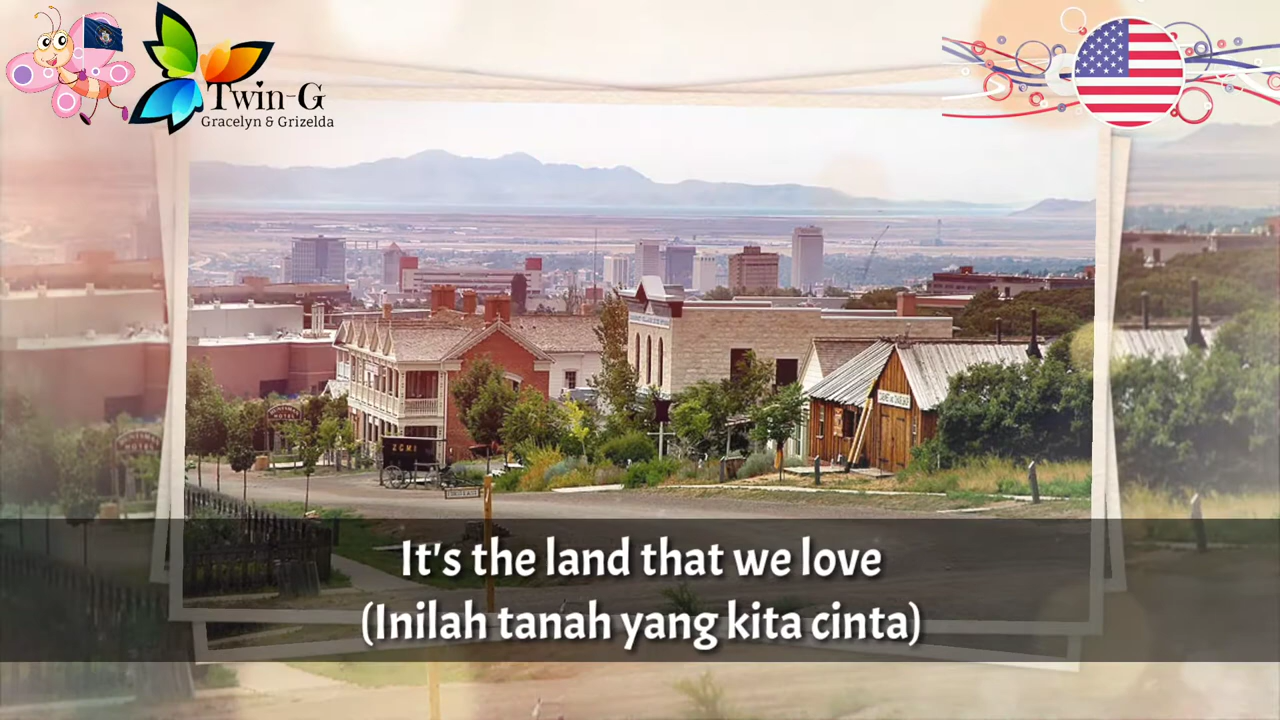 Twin-G
Gracelyn & Grizelda
ZCMI
It's the land that we love
(Inilah tanah yang kita cinta)